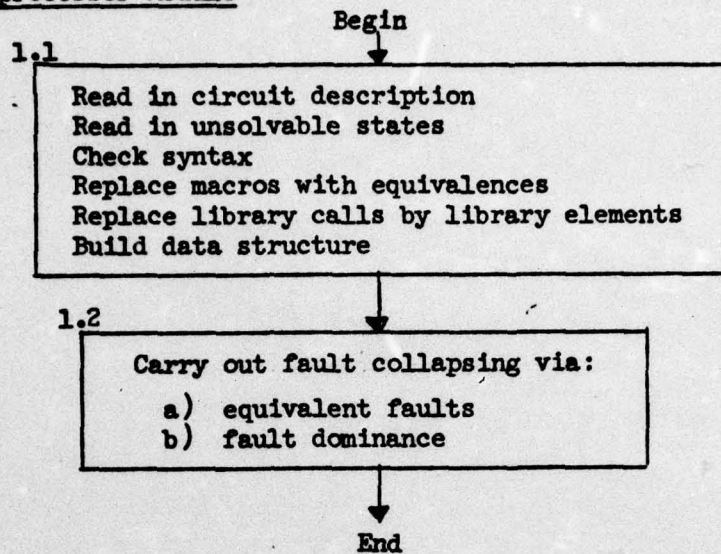 Begin
1.1
Read in circuit description
Read in unsolvable states
Check syntax
Replace macros with equivalences
Replace library calls by library elements
Build data structure
1.2
Carry out fault collapsing via:
a) equivalent faults
b) fault dominance
End